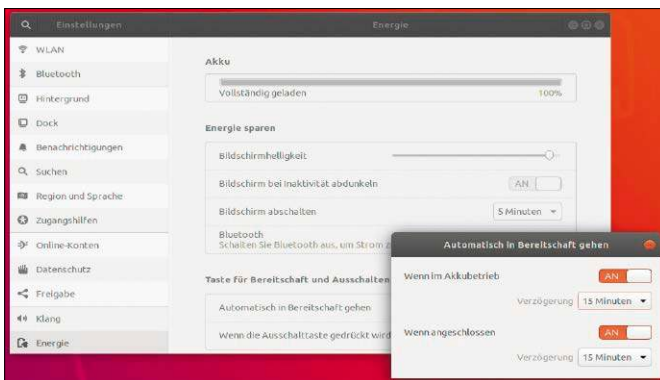 Einstellungen
Energie
WLAN
Bluetooth
Hintergrund
Dock
Benachrichtigungen
Suchen
Region und Sprache
Zugangshilfen
Online-Konten
Datenschutz
Freigabe
Klang
Energie
Akku
Vollständig geladen 100%
Energie sparen
Bildschirmhelligkeit
Bildschirm bei Inaktivität abdunkeln AN
Bildschirm abschalten 5 Minuten
Bluetooth
Schalten Sie Bluetooth aus, um Strom
Taste für Bereitschaft und Ausschalten
Automatisch in Bereitschaft gehen
Wenn die Ausschalttaste gedrückt wird
Automatisch in Bereitschaft gehen
Wenn im Akkubetrieb AN
Verzögerung 15 Minuten
Wenn angeschlossen AN
Verzögerung 15 Minuten